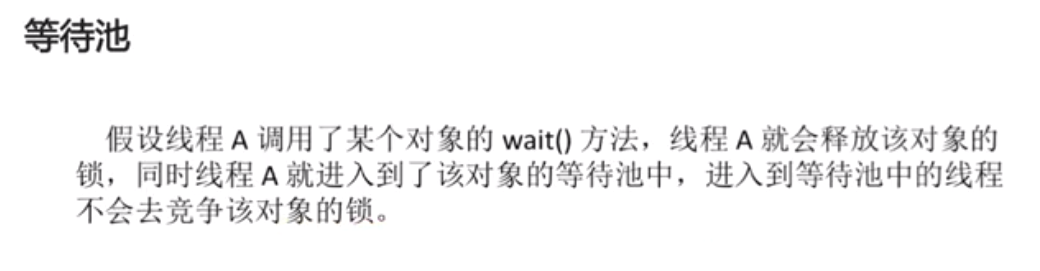 等待池
假设线程 A 调用了某个对象的 wait() 方法，线程 A 就会释放该对象的
锁，同时线程 A 就进入到了该对象的等待池中，进入到等待池中的线程
不会去竞争该对象的锁。